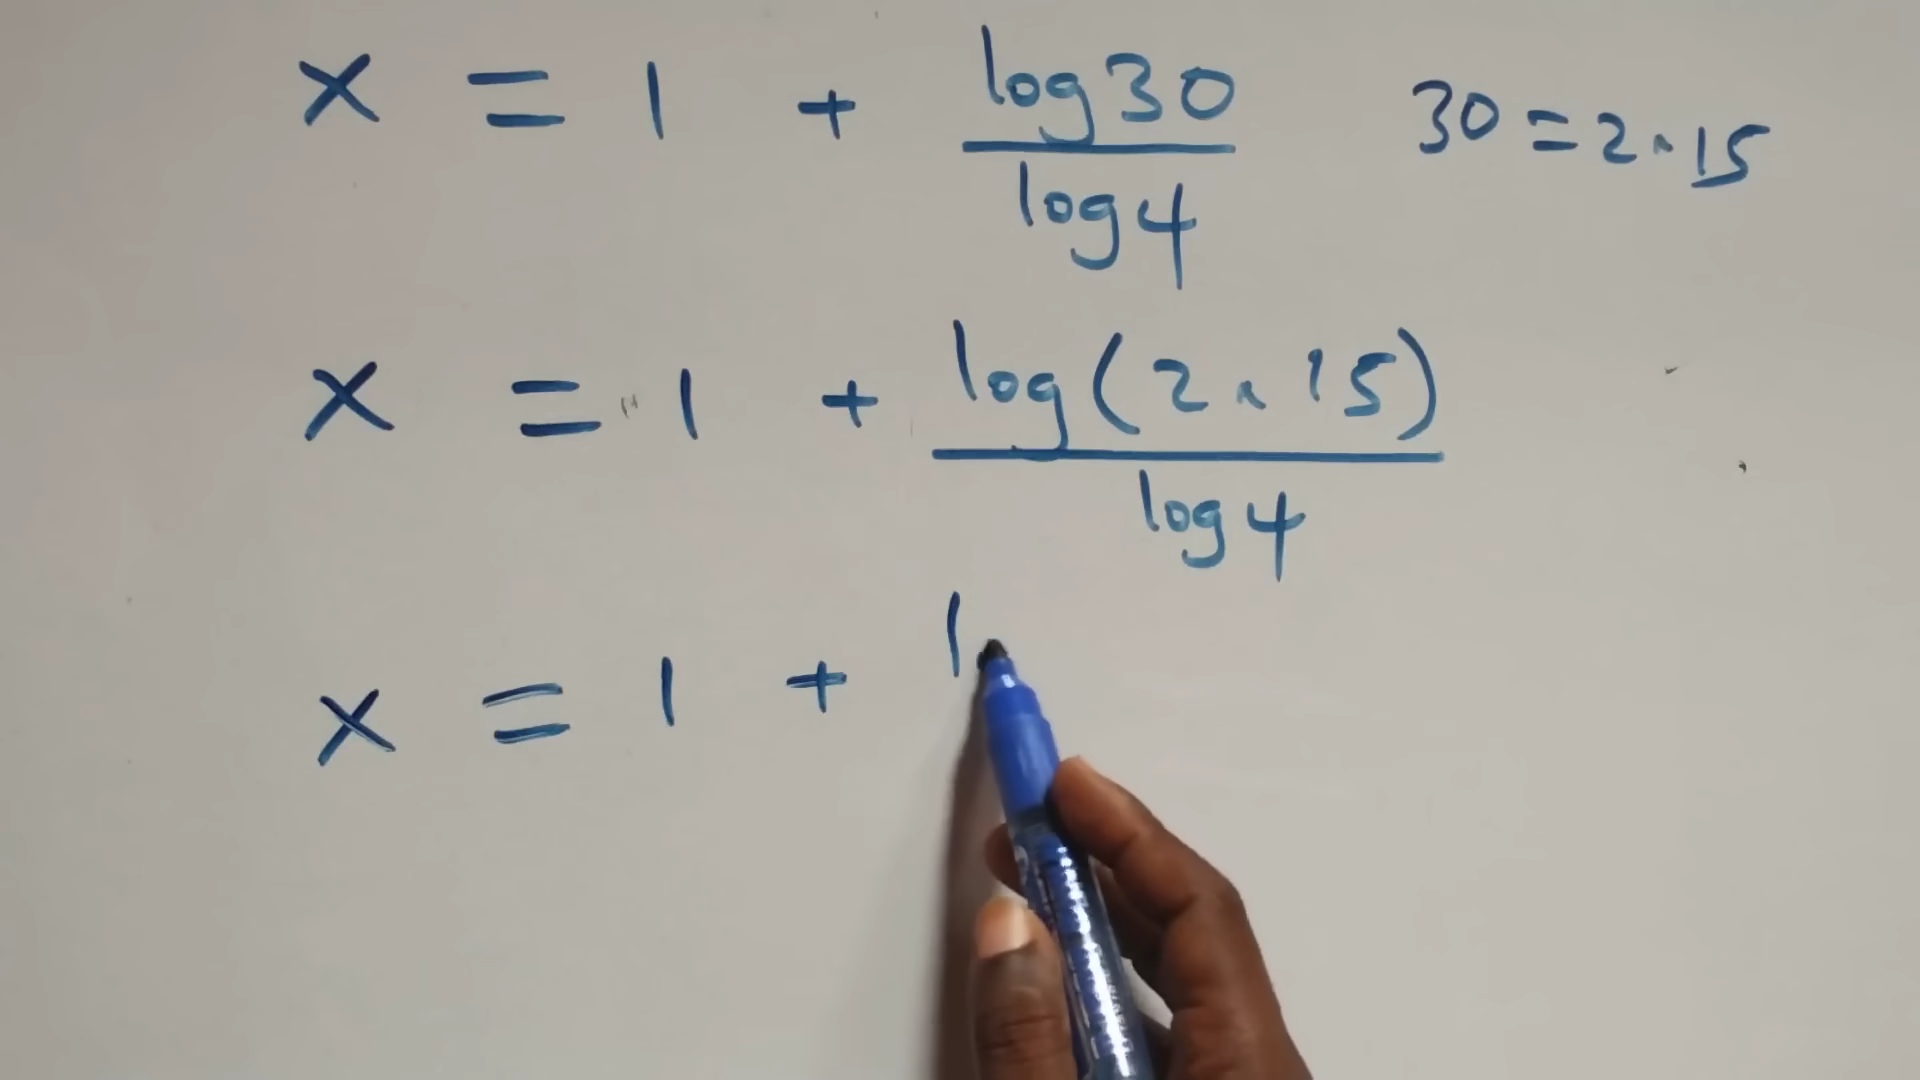 x = 1 + log30/log4 30 = 2×15
x = 1 + log(2×15)/log4
x = 1 + l